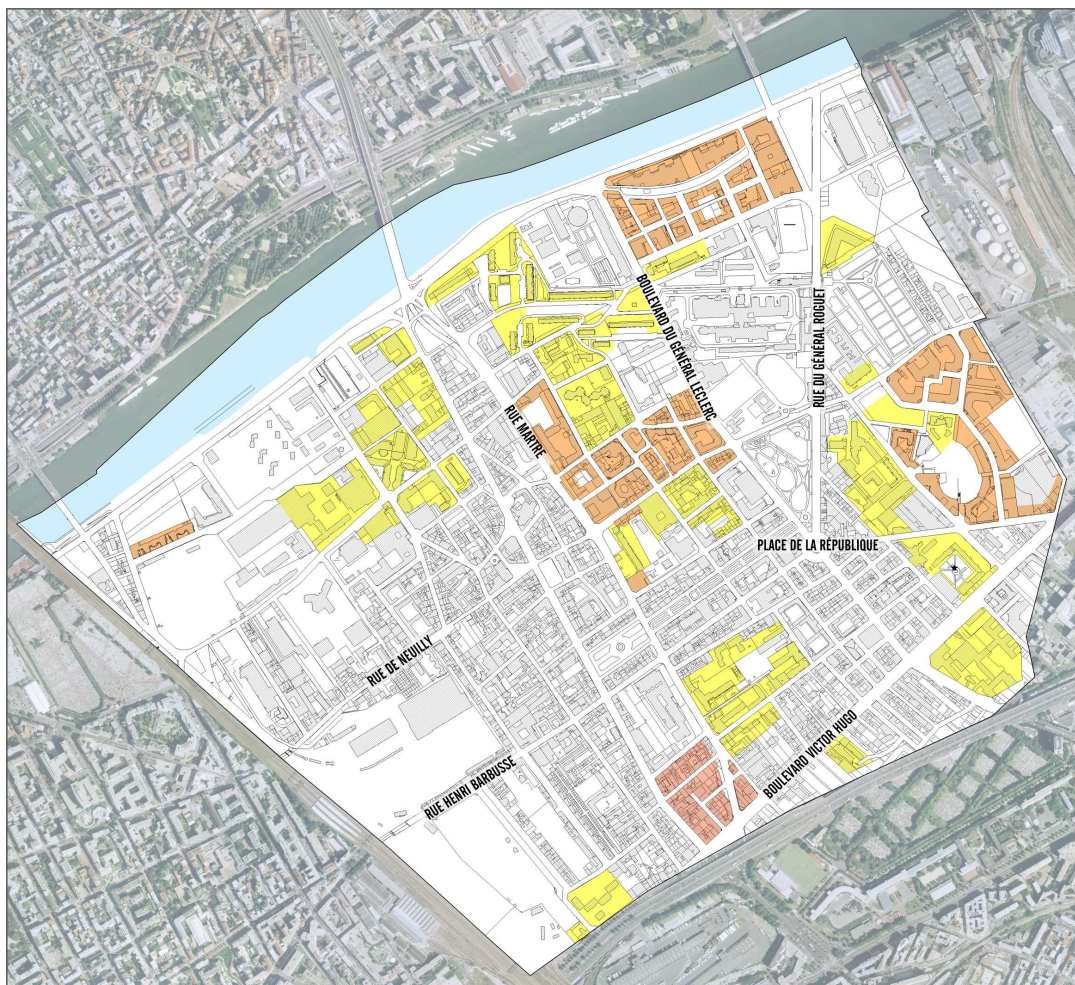 BOULEVARD DU GÉNÉRAL LECLERC
RUE DU GÉNÉRAL ROGUET
RUE MARTRE
PLACE DE LA RÉPUBLIQUE
RUE DE NEUILLY
BOULEVARD VICTOR HUGO
RUE HENRI BARBUSSE